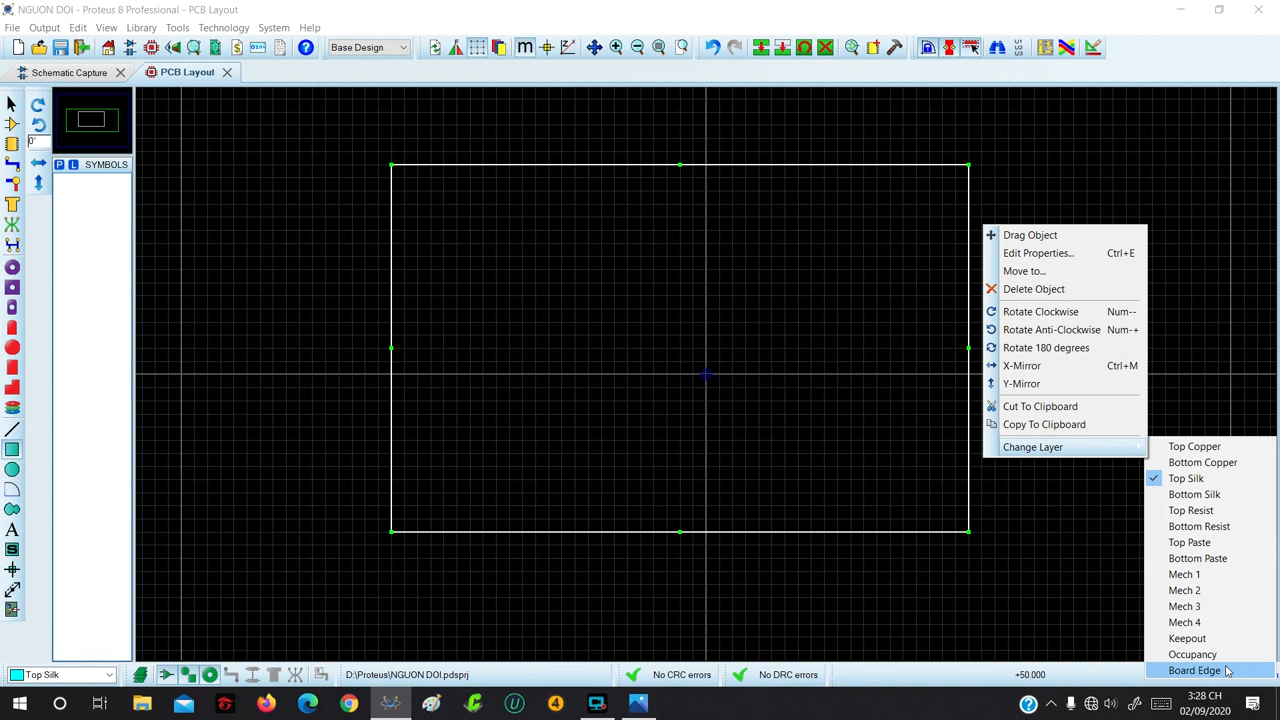 NGUON DOI - Proteus 8 Professional - PCB Layout
File Output Edit View Library Tools Technology System Help
Base Design
Schematic Capture PCB Layout
0°
P L SYMBOLS
Drag Object
Edit Properties... Ctrl+E
Move to...
Delete Object
Rotate Clockwise Num--
Rotate Anti-Clockwise Num-+
Rotate 180 degrees
X-Mirror Ctrl+M
Y-Mirror
Cut To Clipboard
Copy To Clipboard
Change Layer
Top Copper
Bottom Copper
Top Silk
Bottom Silk
Top Resist
Bottom Resist
Top Paste
Bottom Paste
Mech 1
Mech 2
Mech 3
Mech 4
Keepout
Occupancy
Board Edge
Top Silk D:\Proteus\NGUON DOI.pdsprj No CRC errors No DRC errors +50.000
3:28 CH
02/09/2020